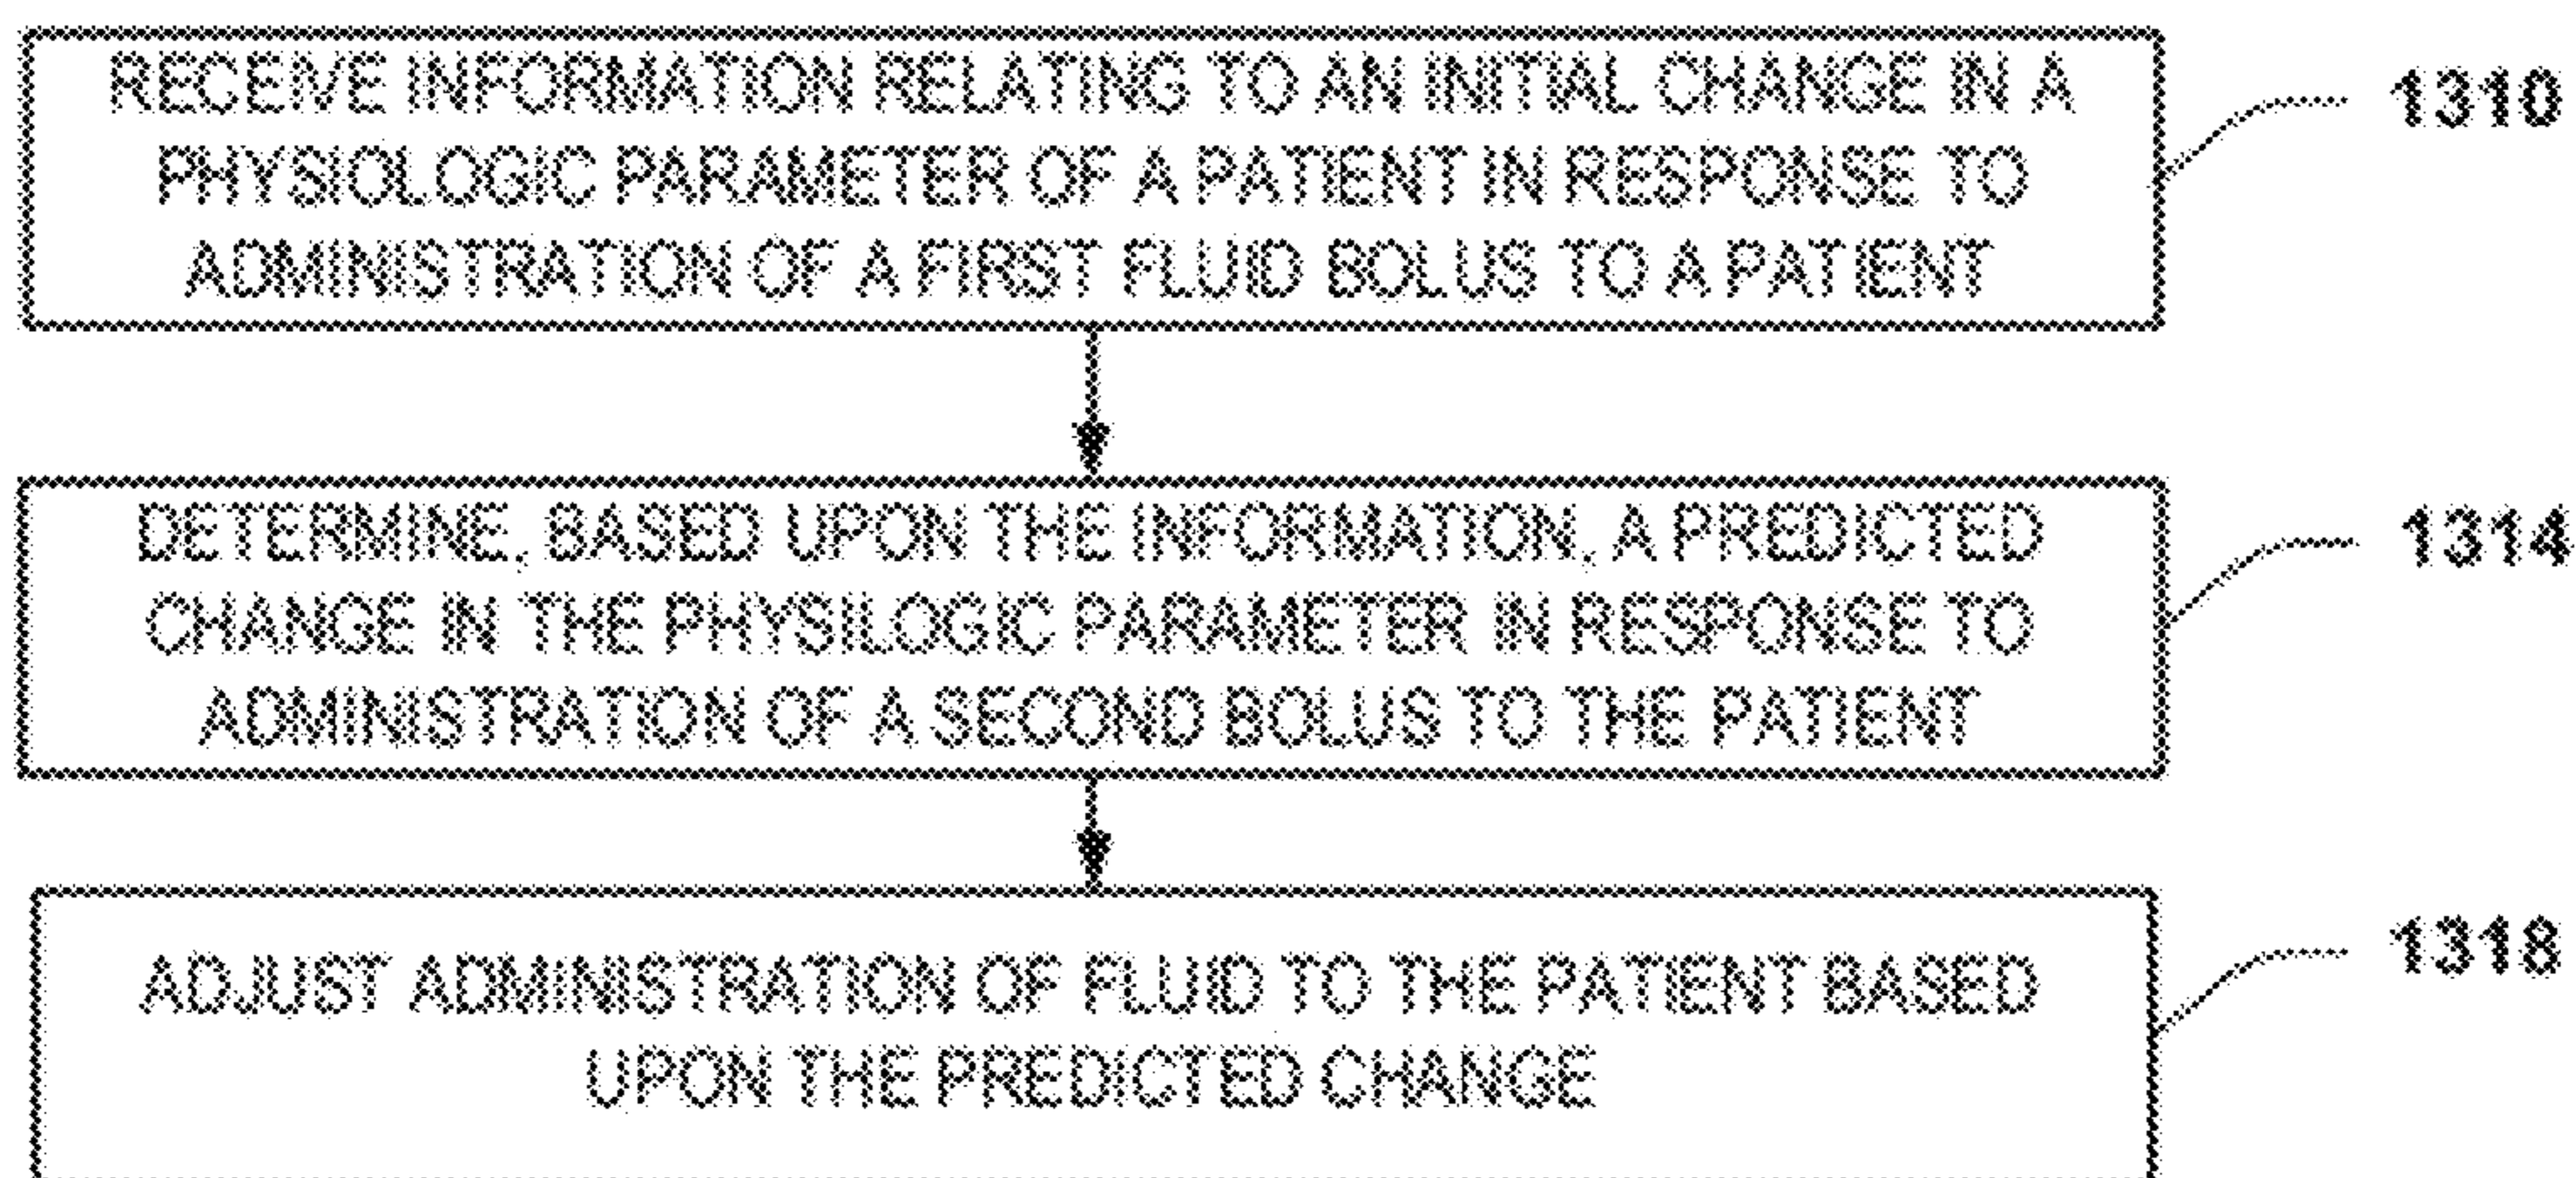 RECEIVE INFORMATION RELATING TO AN INITIAL CHANGE IN A
PHYSIOLOGIC PARAMETER OF A PATIENT IN RESPONSE TO
ADMINISTRATION OF A FIRST FLUID BOLUS TO A PATIENT
1310
DETERMINE, BASED UPON THE INFORMATION, A PREDICTED
CHANGE IN THE PHYSILOGIC PARAMETER IN RESPONSE TO
ADMINISTRATION OF A SECOND BOLUS TO THE PATIENT
1314
ADJUST ADMINISTRATION OF FLUID TO THE PATIENT BASED
UPON THE PREDICTED CHANGE
1318